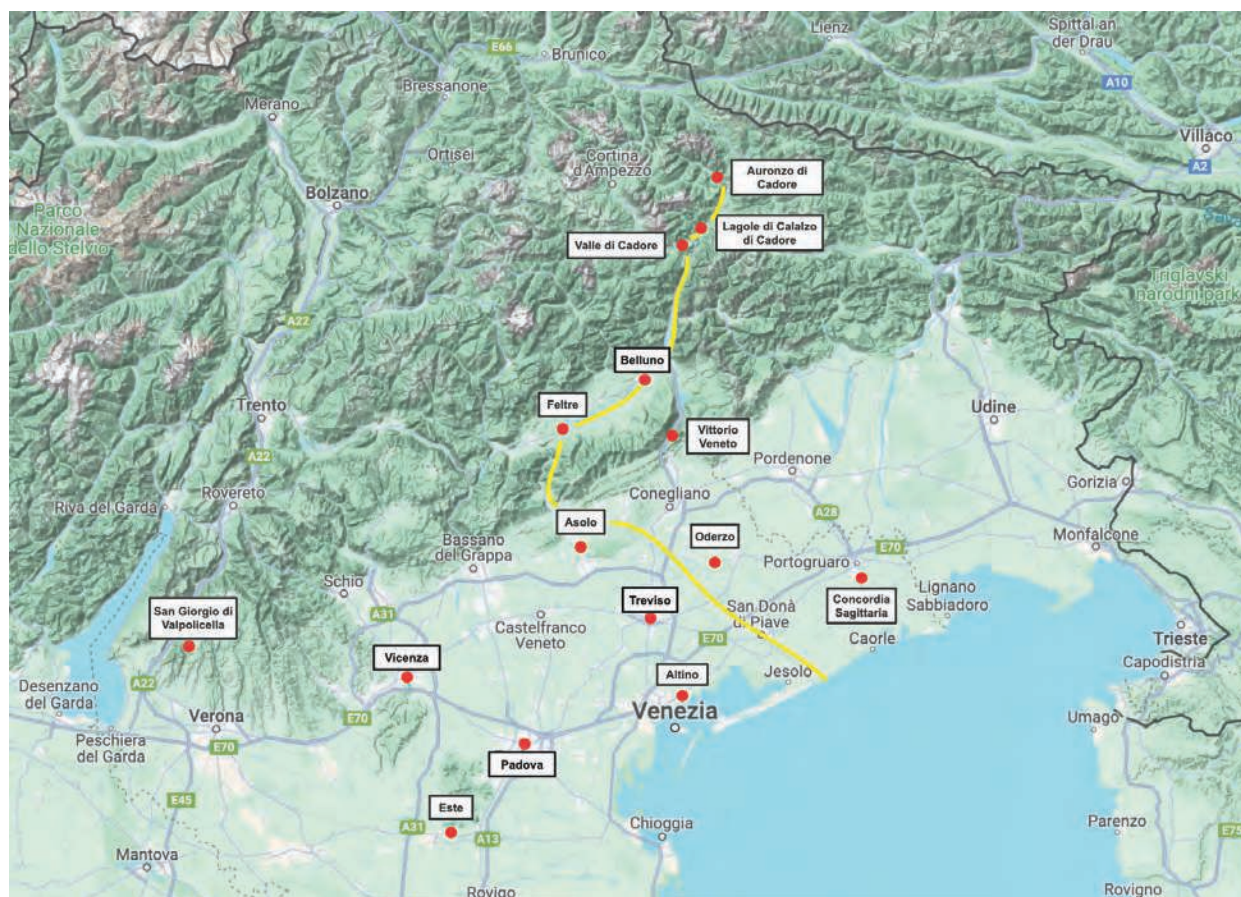 Lienz
Spittal an
der Drau
E66
Brunico
Bressanone
A10
Merano
Villaco
A2
Ortisei
Cortina
d'Ampezzo
Auronzo di
Cadore
Bolzano
Parco
Nazionale
dello Stelvio
Lagole di Calalzo
di Cadore
Valle di Cadore
Triglavski
narodni park
A22
Belluno
Feltre
Trento
Udine
A22
Vittorio
Veneto
Pordenone
Riva del Garda
Rovereto
Conegliano
Gorizia
A28
Asolo
Bassano
del Grappa
Oderzo
Portogruaro
E70
Monfalcone
Schio
Lignano
Sabbiadoro
Concordia
Sagittaria
San Giorgio di
Valpolicella
A31
Treviso
San Donà
di Piave
Castelfranco
Veneto
E70
Caorle
Trieste
Vicenza
Altino
Jesolo
Capodistria
Desenzano
del Garda
A22
Verona
E70
Venezia
Umago
Peschiera
del Garda
E70
Padova
E45
Este
A31
A13
Chioggia
Parenzo
E75
Mantova
Rovigo
Rovigno